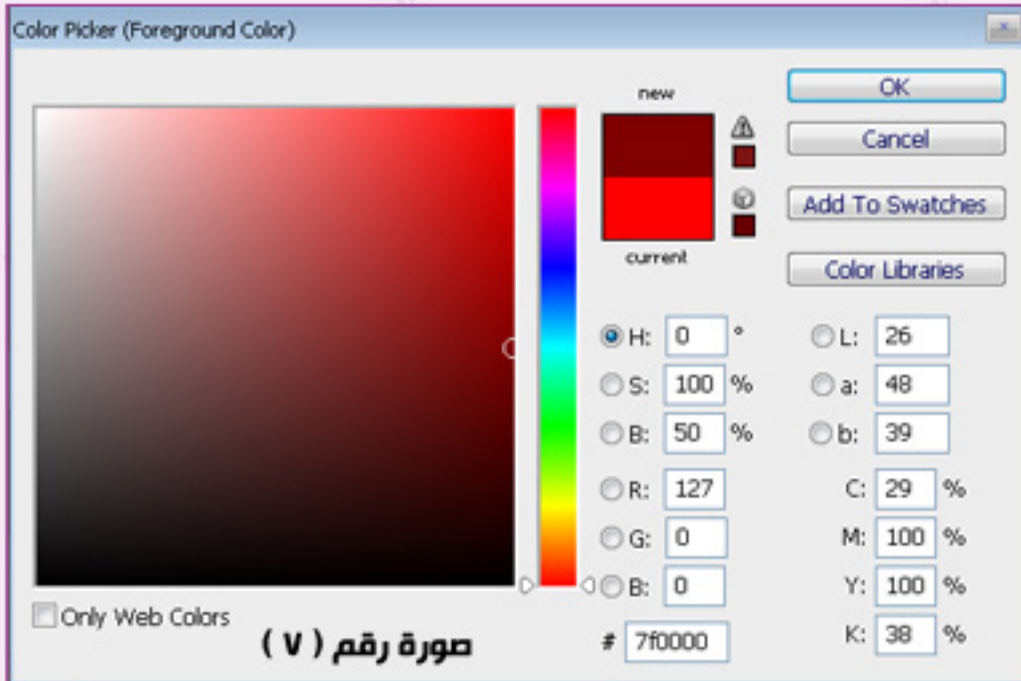 Color Picker (Foreground Color)
new
current
OK
Cancel
Add To Swatches
Color Libraries
H: 0 °
S: 100 %
B: 50 %
R: 127
G: 0
B: 0
# 7f0000
L: 26
a: 48
b: 39
C: 29 %
M: 100 %
Y: 100 %
K: 38 %
Only Web Colors
صورة رقم ( ٧ )